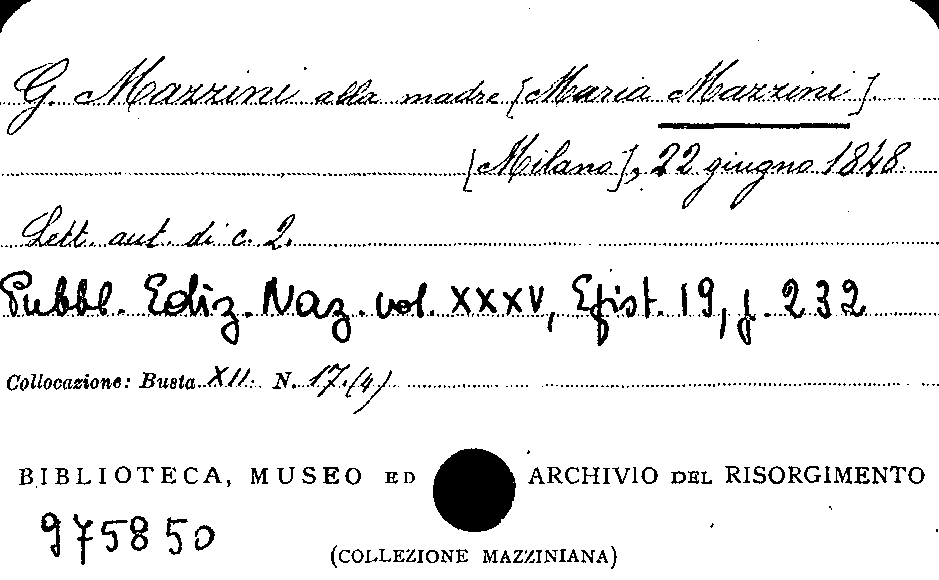 G. Mazzini alla madre [Maria Mazzini].
[Milano], 22 giugno 1848.
Lett. aut. di c. 2.
Pubbl. Ediz. Naz. vol. XXXV, Epist. 19, p. 232
Collocazione: Busta XII. N. 17.(4)
BIBLIOTECA, MUSEO ED ARCHIVIO DEL RISORGIMENTO
975850
(COLLEZIONE MAZZINIANA)